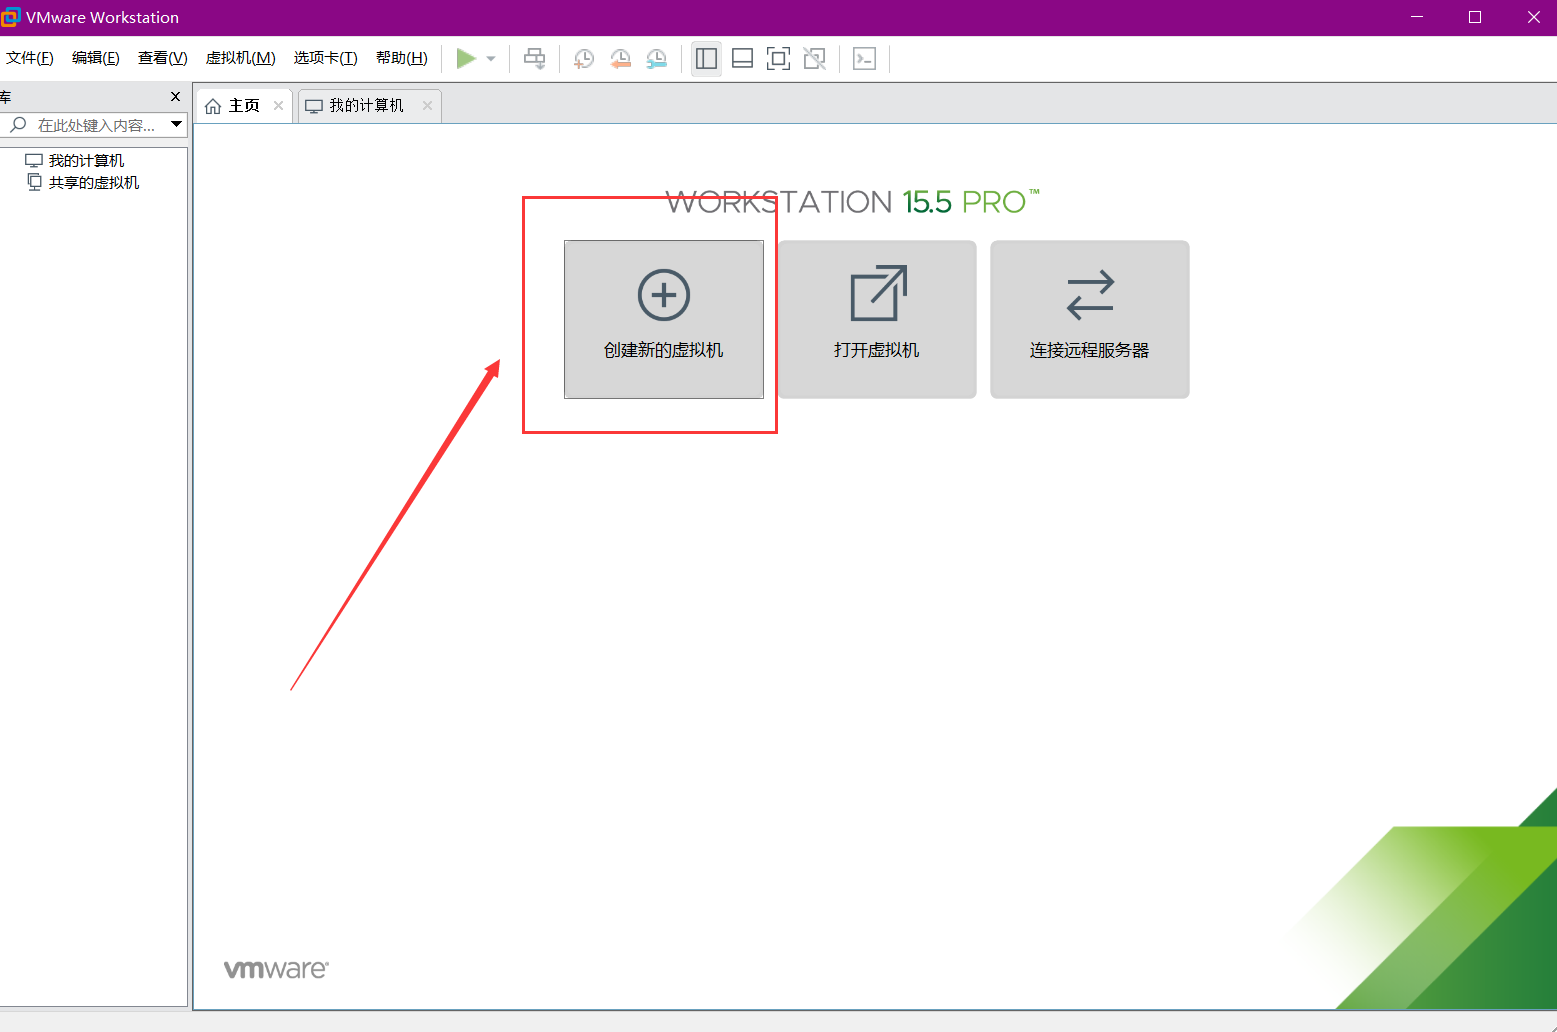 VMware Workstation
文件(F) 编辑(E) 查看(V) 虚拟机(M) 选项卡(T) 帮助(H)
库
在此处键入内容...
我的计算机
共享的虚拟机
主页
我的计算机
WORKSTATION 15.5 PRO™
创建新的虚拟机
打开虚拟机
连接远程服务器
vmware®